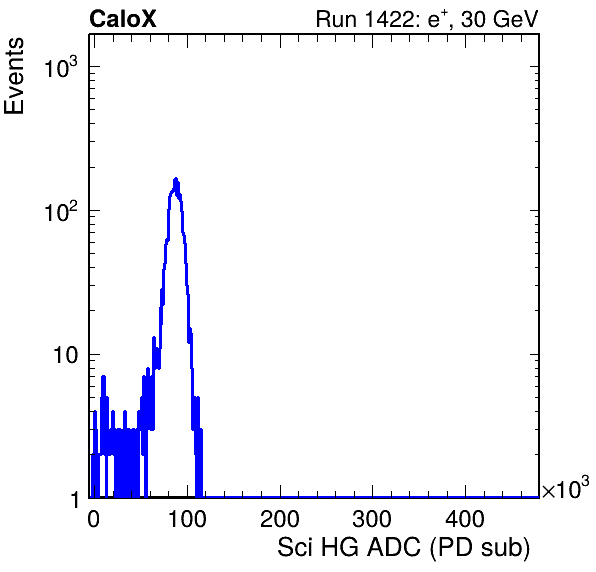 CaloX Run 1422: e⁺, 30 GeV
Events
10³
10²
10
1
0 100 200 300 400 ×10³
Sci HG ADC (PD sub)